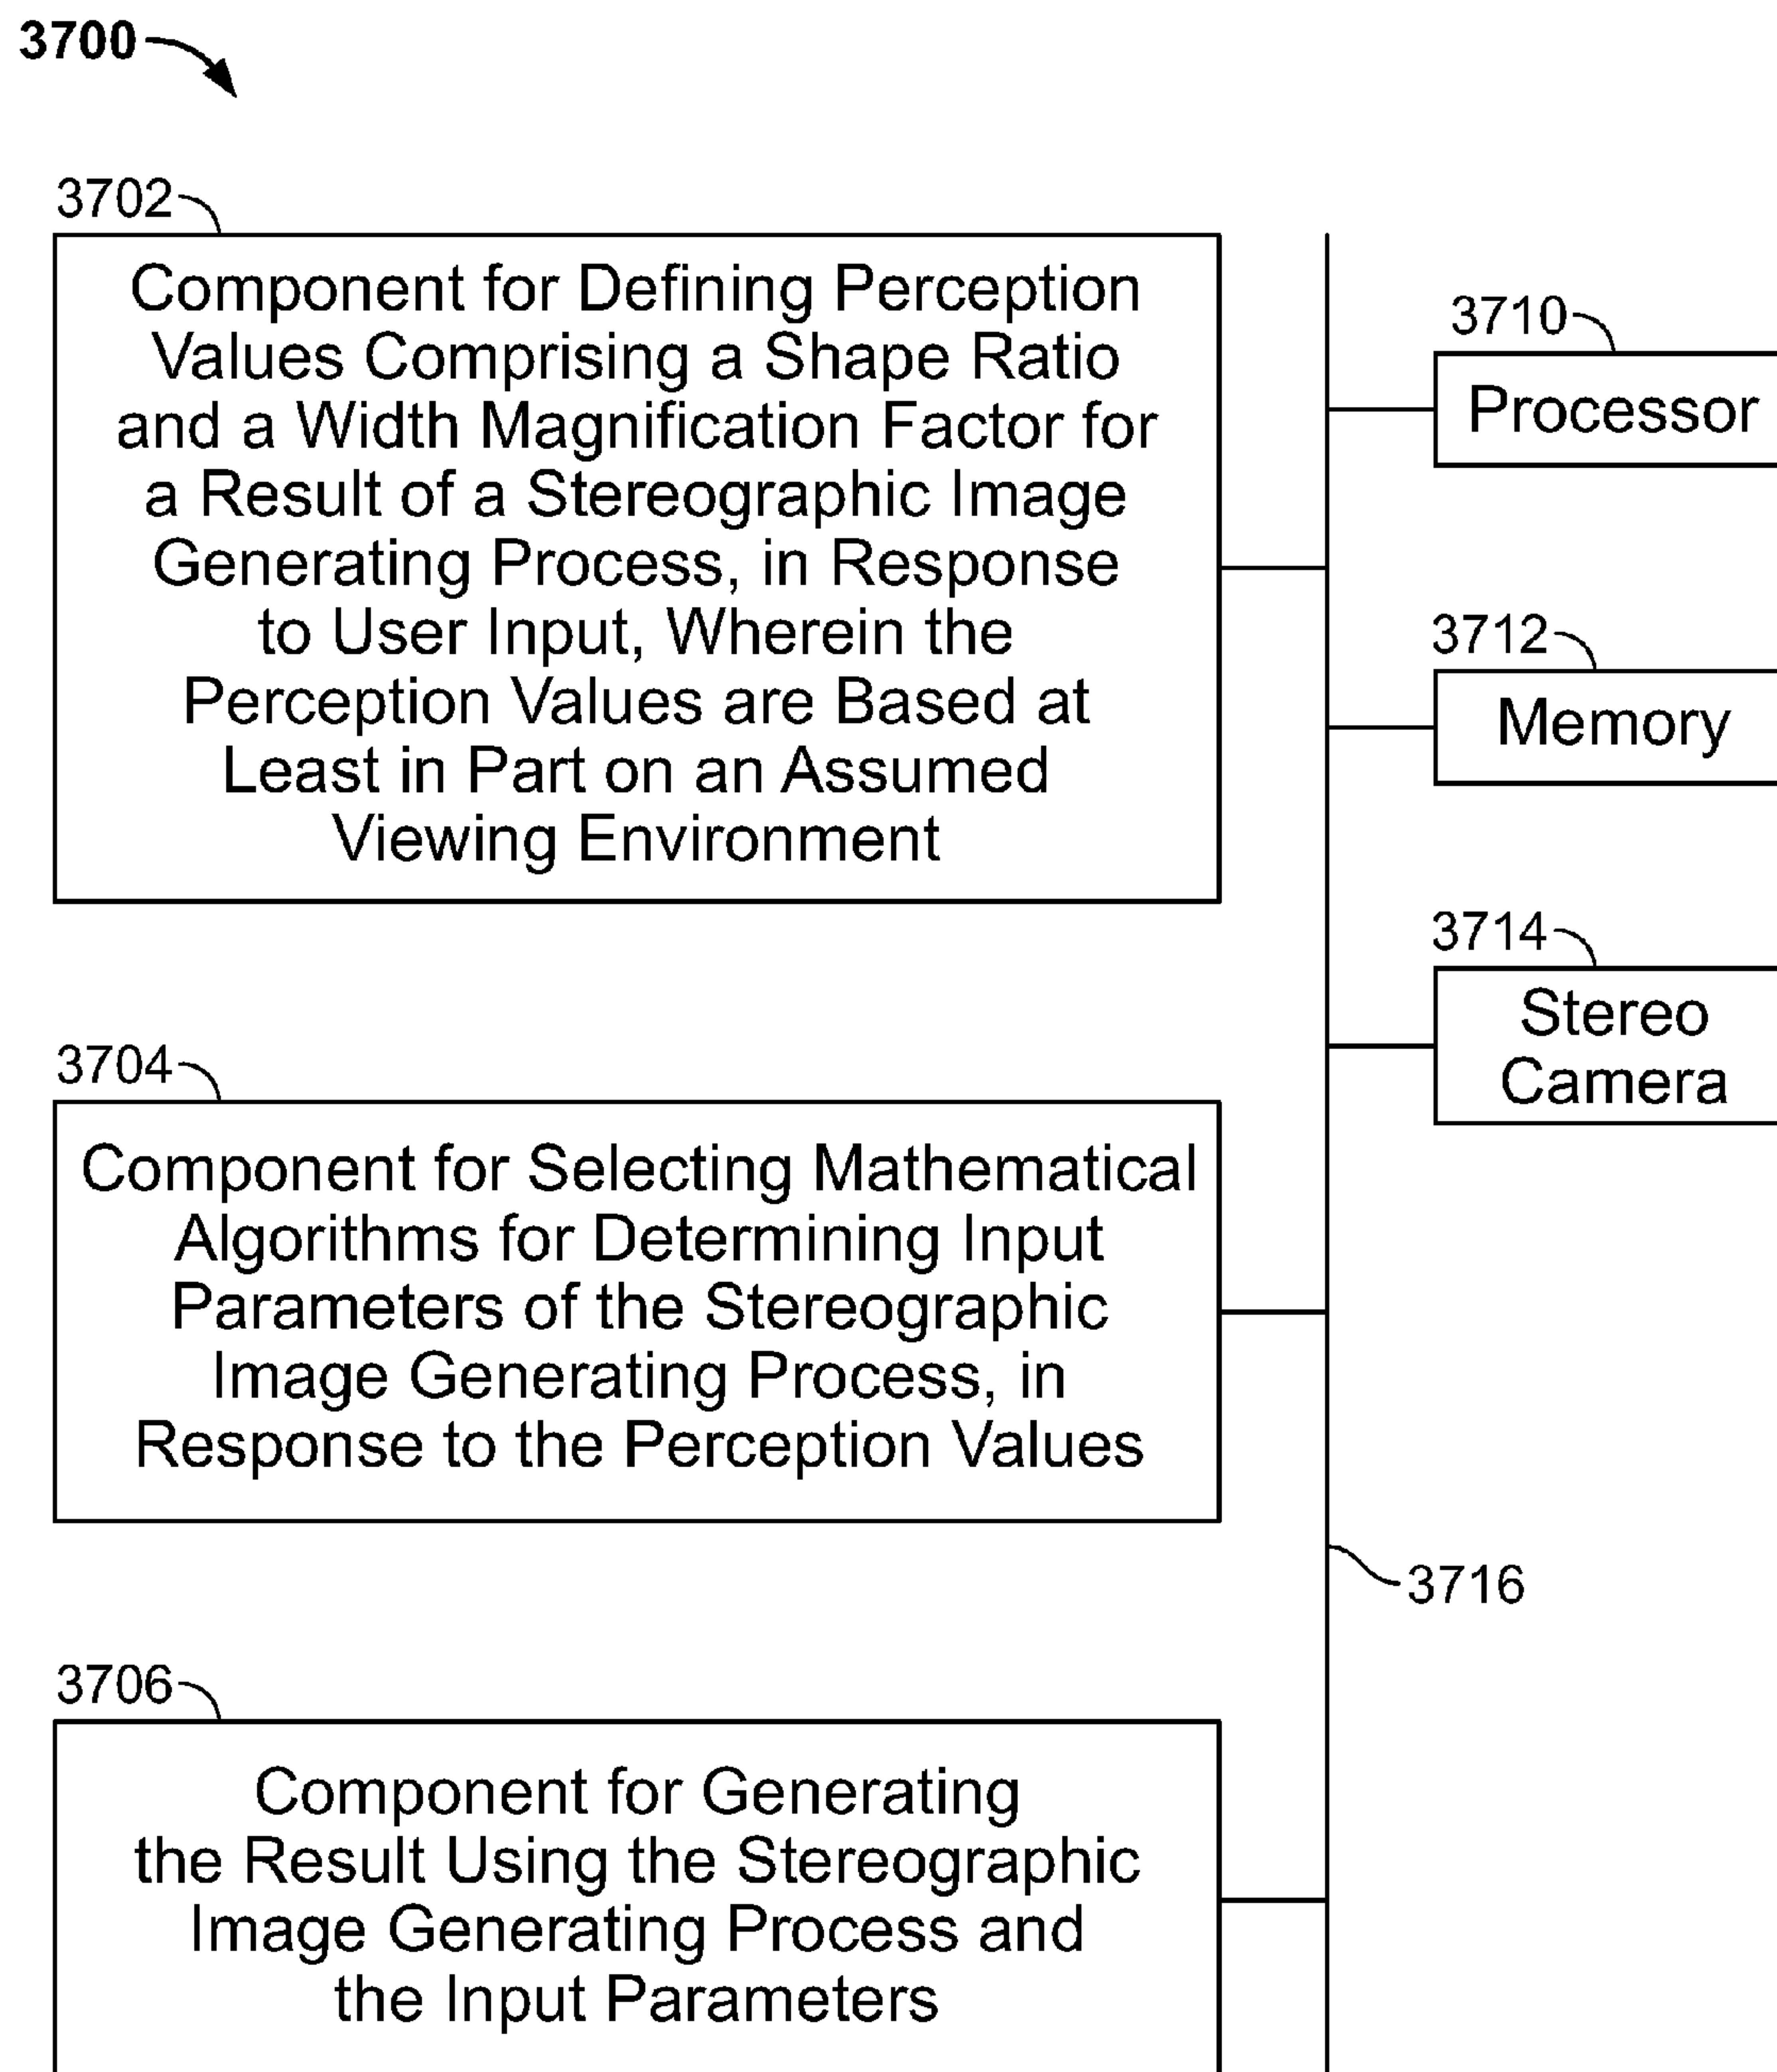 3700
3702
Component for Defining Perception
Values Comprising a Shape Ratio
and a Width Magnification Factor for
a Result of a Stereographic Image
Generating Process, in Response
to User Input, Wherein the
Perception Values are Based at
Least in Part on an Assumed
Viewing Environment
3704
Component for Selecting Mathematical
Algorithms for Determining Input
Parameters of the Stereographic
Image Generating Process, in
Response to the Perception Values
3706
Component for Generating
the Result Using the Stereographic
Image Generating Process and
the Input Parameters
3710
Processor
3712
Memory
3714
Stereo
Camera
3716